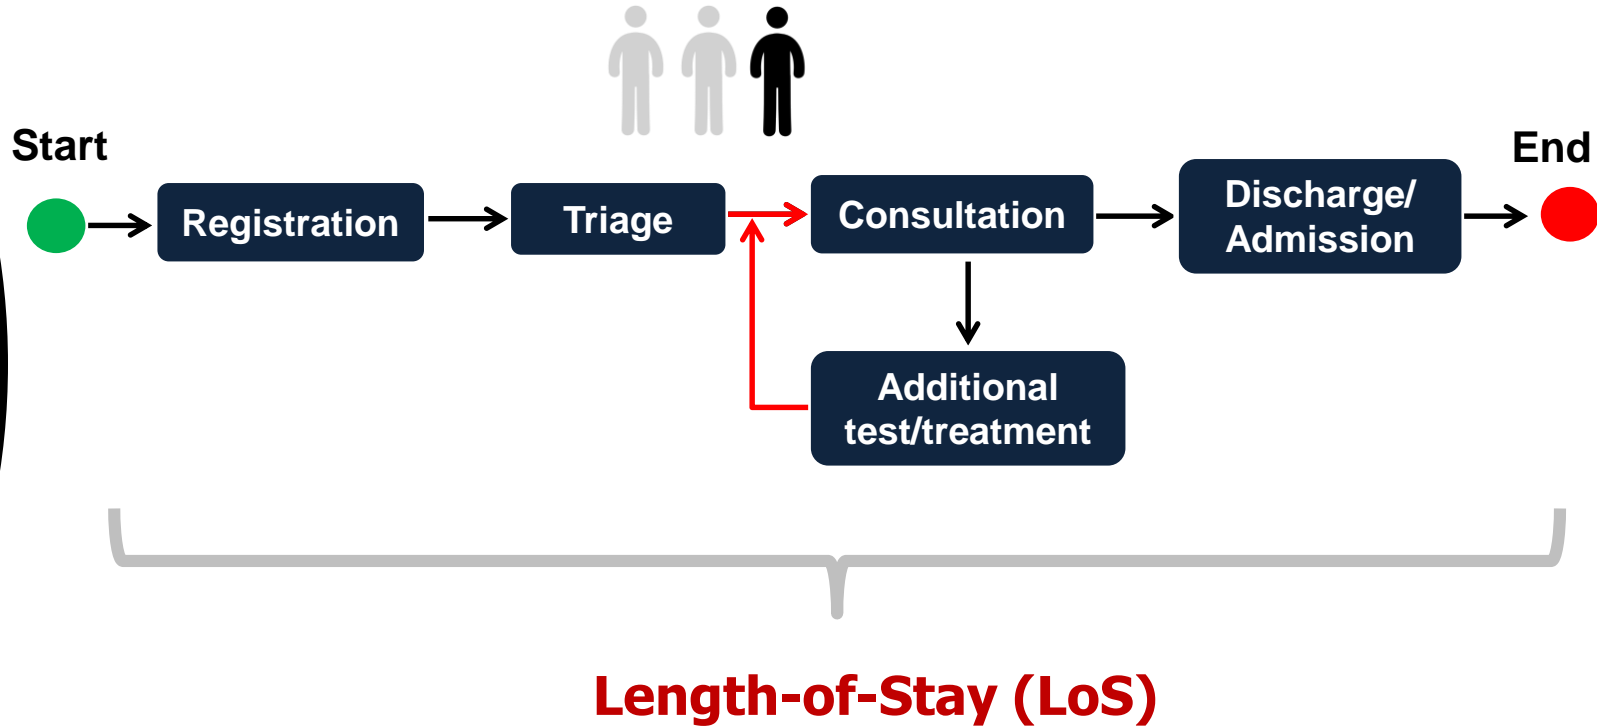 Start
End
Registration
Triage
Consultation
Discharge/
Admission
Additional
test/treatment
Length-of-Stay (LoS)